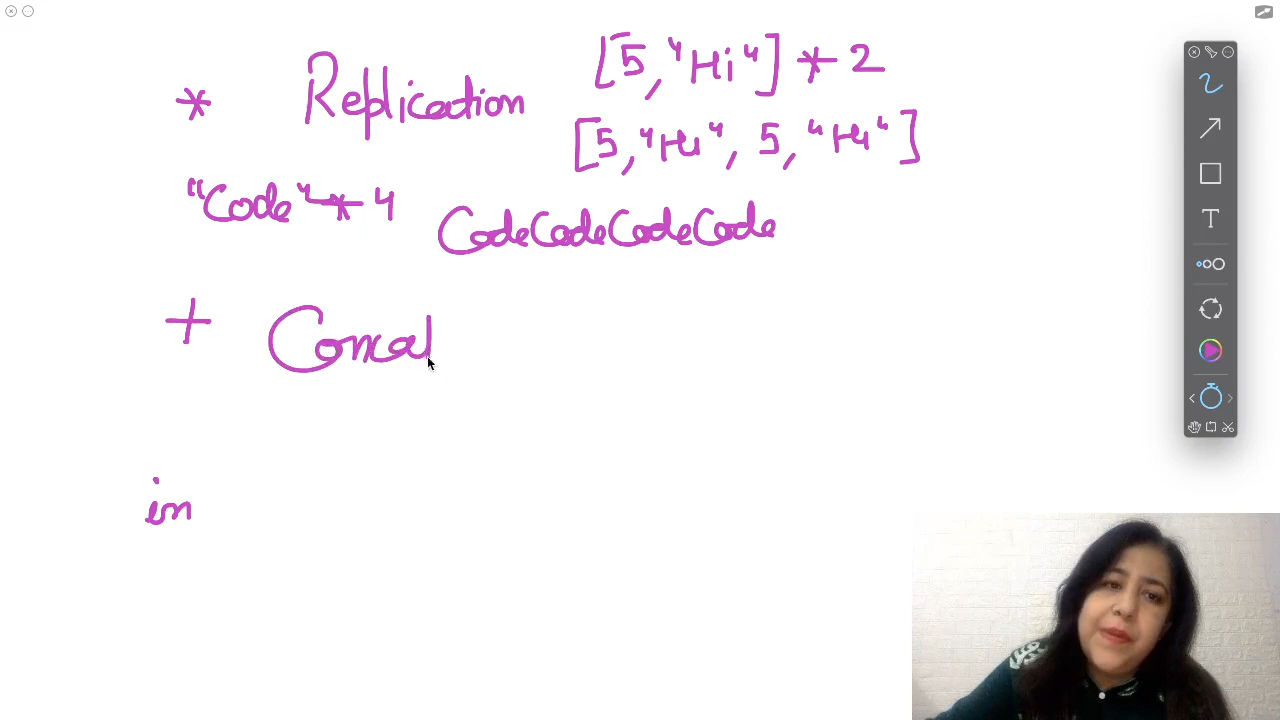 * Replication [5, "Hi"] * 2
[5, "Hi", 5, "Hi"]
"Code" * 4 CodeCodeCodeCode
+ Concat
in
T